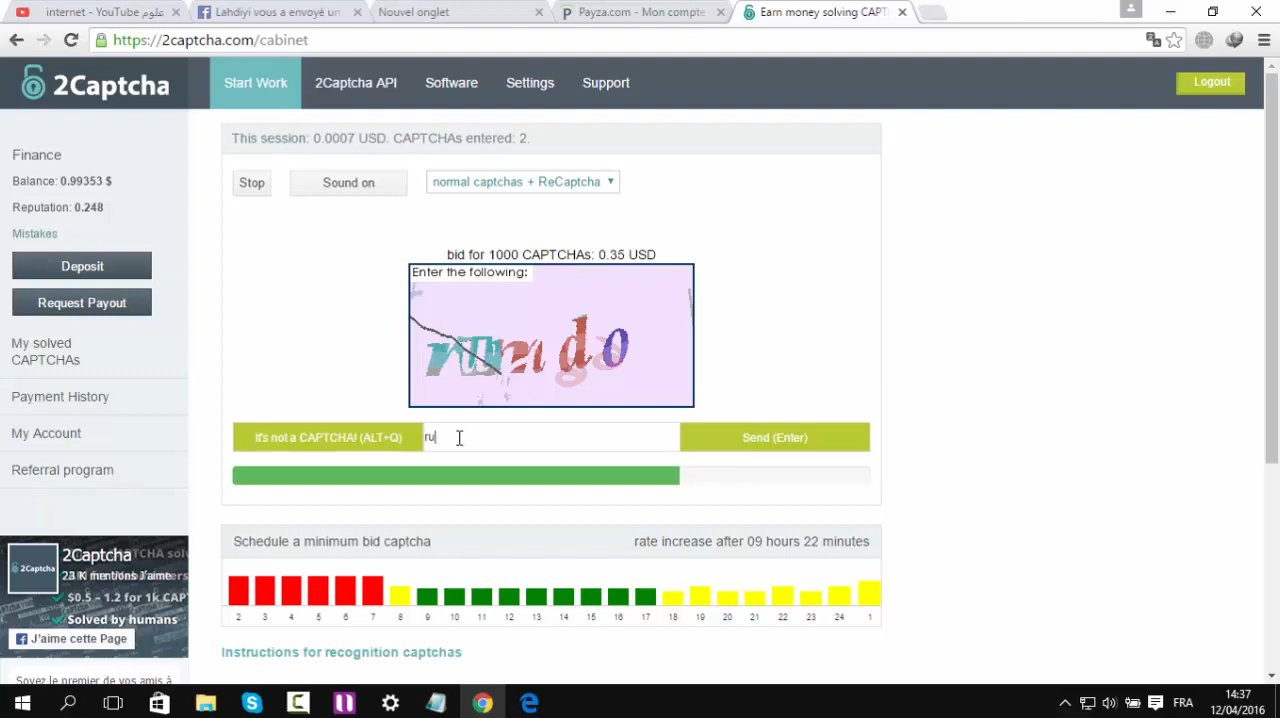 internet - YouTube علوم
Lahdiyi vous a envoyé un
Nouvel onglet
Payza.com - Mon compte
Earn money solving CAPT
https://2captcha.com/cabinet
2Captcha
Start Work
2Captcha API
Software
Settings
Support
Logout
This session: 0.0007 USD. CAPTCHAs entered: 2.
Finance
Balance: 0.99353 $
Reputation: 0.248
Mistakes
Deposit
Request Payout
My solved
CAPTCHAs
Payment History
My Account
Referral program
Stop
Sound on
normal captchas + ReCaptcha
bid for 1000 CAPTCHAs: 0.35 USD
Enter the following:
It's not a CAPTCHA! (ALT+Q)
ru
Send (Enter)
Schedule a minimum bid captcha
rate increase after 09 hours 22 minutes
2 3 4 5 6 7 8 9 10 11 12 13 14 15 16 17 18 19 20 21 22 23 24 1
Instructions for recognition captchas
2Captcha
2Captcha
mentions J'aime
$0.5 - 1.2 for 1k CAP
Solved by humans
J'aime cette Page
Soyez le premier de vos amis à
FRA
14:37
12/04/2016